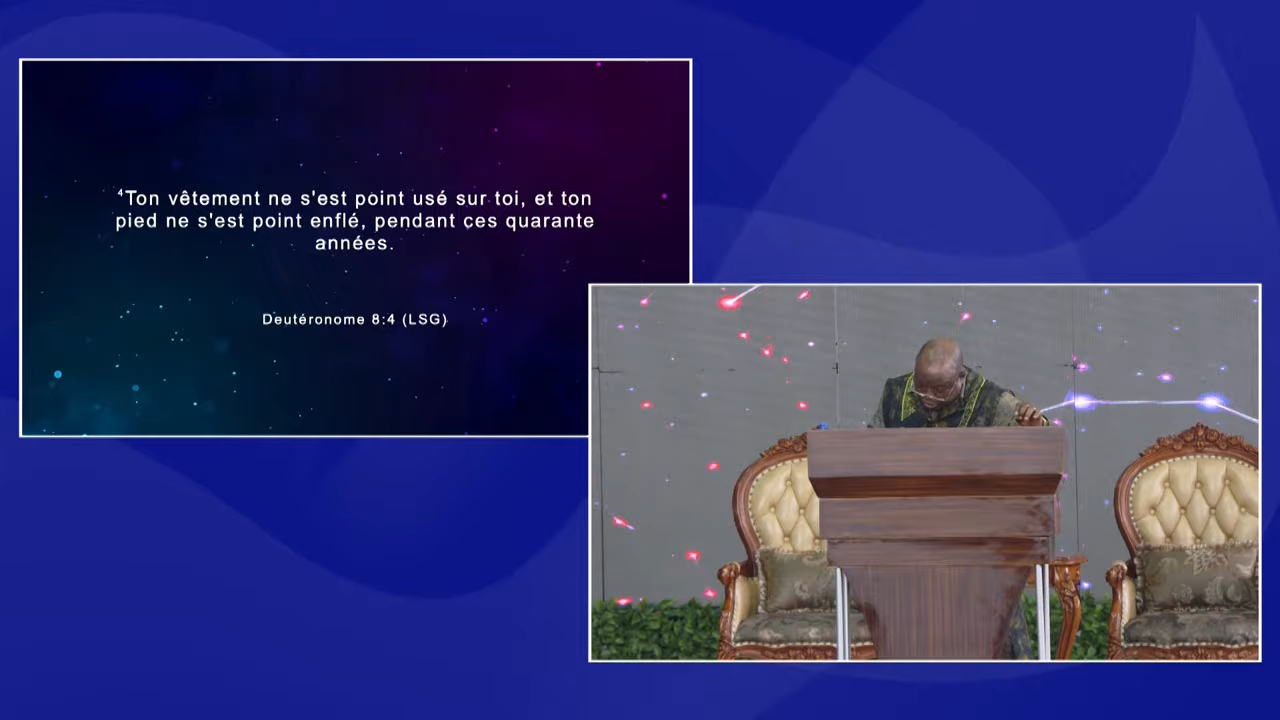 ⁴Ton vêtement ne s'est point usé sur toi, et ton
pied ne s'est point enflé, pendant ces quarante
années.
Deutéronome 8:4 (LSG)